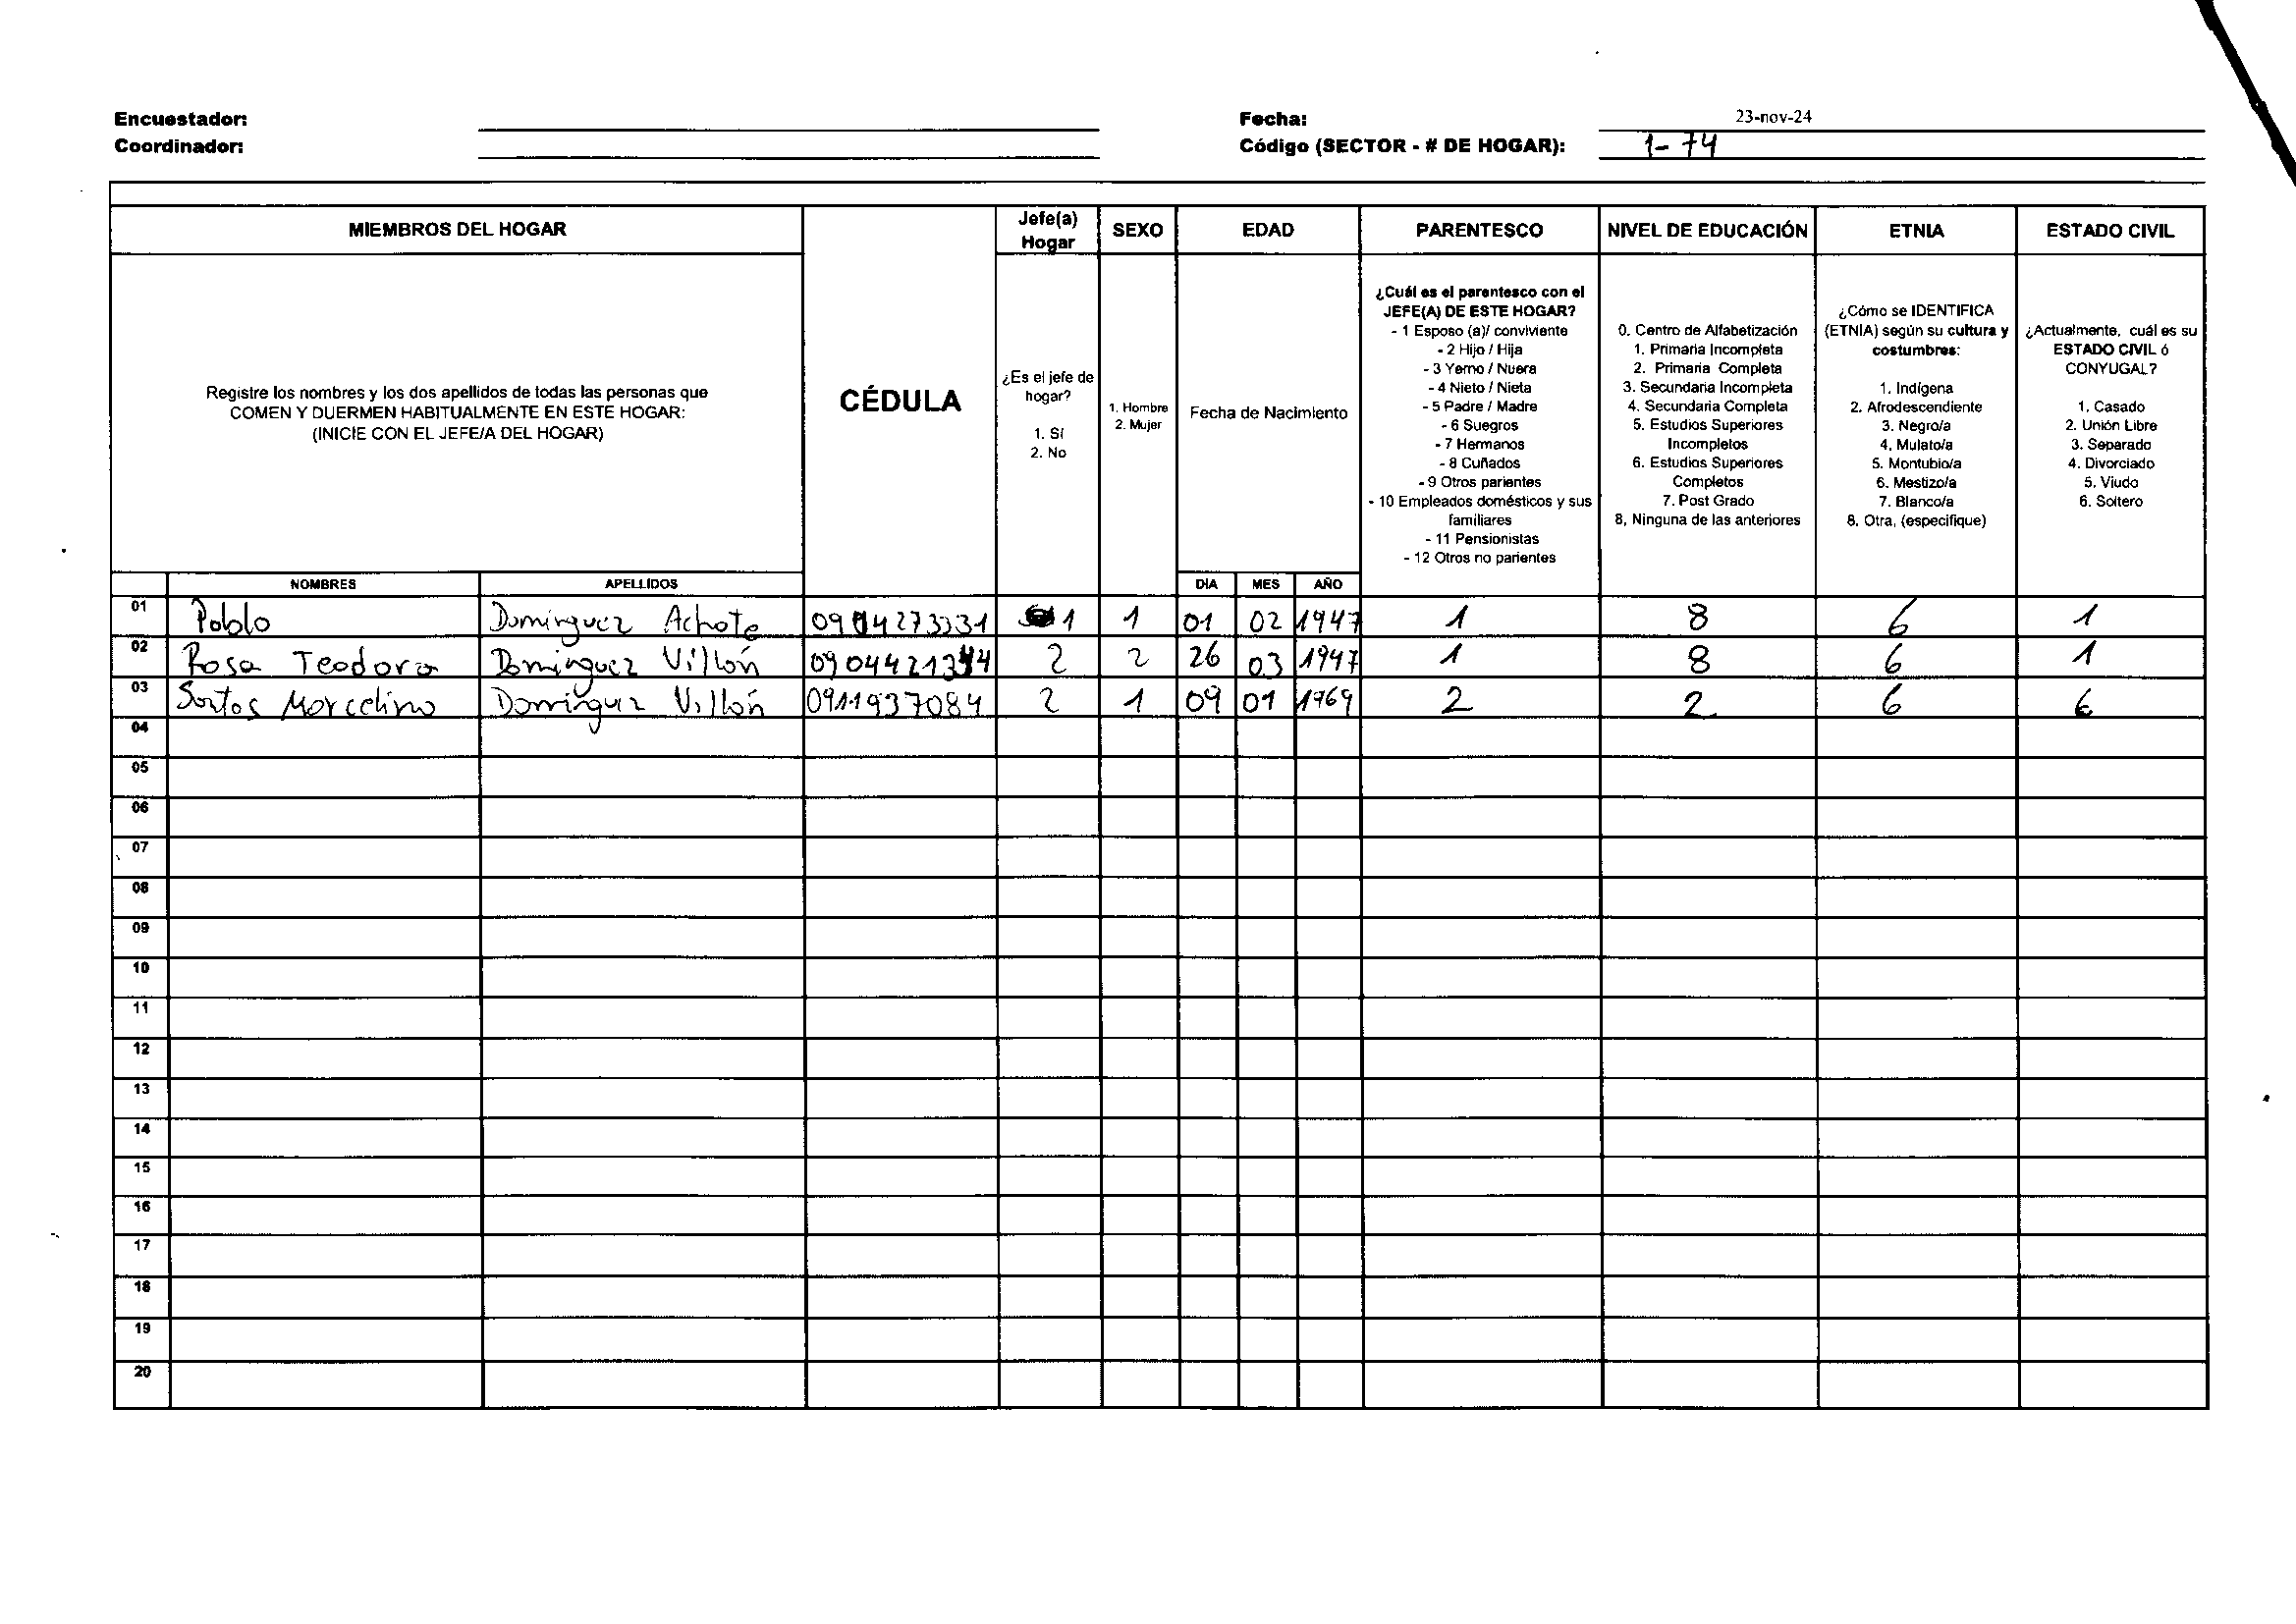 Encuestador:
Fecha: 23-nov-24
Coordinador:
Código (SECTOR - # DE HOGAR): 1-74
MIEMBROS DEL HOGAR
Jefe(a) Hogar
SEXO
EDAD
PARENTESCO
NIVEL DE EDUCACIÓN
ETNIA
ESTADO CIVIL
Registre los nombres y los dos apellidos de todas las personas que
COMEN Y DUERMEN HABITUALMENTE EN ESTE HOGAR:
(INICIE CON EL JEFE/A DEL HOGAR)
CÉDULA
¿Es el jefe de
hogar?
1. Sí
2. No
1. Hombre
2. Mujer
Fecha de Nacimiento
¿Cuál es el parentesco con el
JEFE(A) DE ESTE HOGAR?
- 1 Esposo (a)/ conviviente
- 2 Hijo / Hija
- 3 Yerno / Nuera
- 4 Nieto / Nieta
- 5 Padre / Madre
- 6 Suegros
- 7 Hermanos
- 8 Cuñados
- 9 Otros parientes
- 10 Empleados domésticos y sus
familiares
- 11 Pensionistas
- 12 Otros no parientes
0. Centro de Alfabetización
1. Primaria Incompleta
2. Primaria Completa
3. Secundaria Incompleta
4. Secundaria Completa
5. Estudios Superiores
Incompletos
6. Estudios Superiores
Completos
7. Post Grado
8, Ninguna de las anteriores
¿Cómo se IDENTIFICA
(ETNIA) según su cultura y
costumbres:
1. Indígena
2. Afrodescendiente
3. Negro/a
4. Mulato/a
5. Montubio/a
6. Mestizo/a
7. Blanco/a
8. Otra, (especifique)
¿Actualmente, cuál es su
ESTADO CIVIL ó
CONYUGAL?
1. Casado
2. Unión Libre
3. Separado
4. Divorciado
5. Viudo
6. Soltero
NOMBRES APELLIDOS DIA MES AÑO
01 Pablo Dominguez Achote 0904273331 1 1 01 02 1947 1 8 6 1
02 Rosa Teodora Dominguez Villón 2 2 26 03 1947 1 8 6 1
03 Santos Marcelino Dominguez Villón 0911937084 2 1 09 01 1969 2 2 6 6
04
05
06
07
08
09
10
11
12
13
14
15
16
17
18
19
20